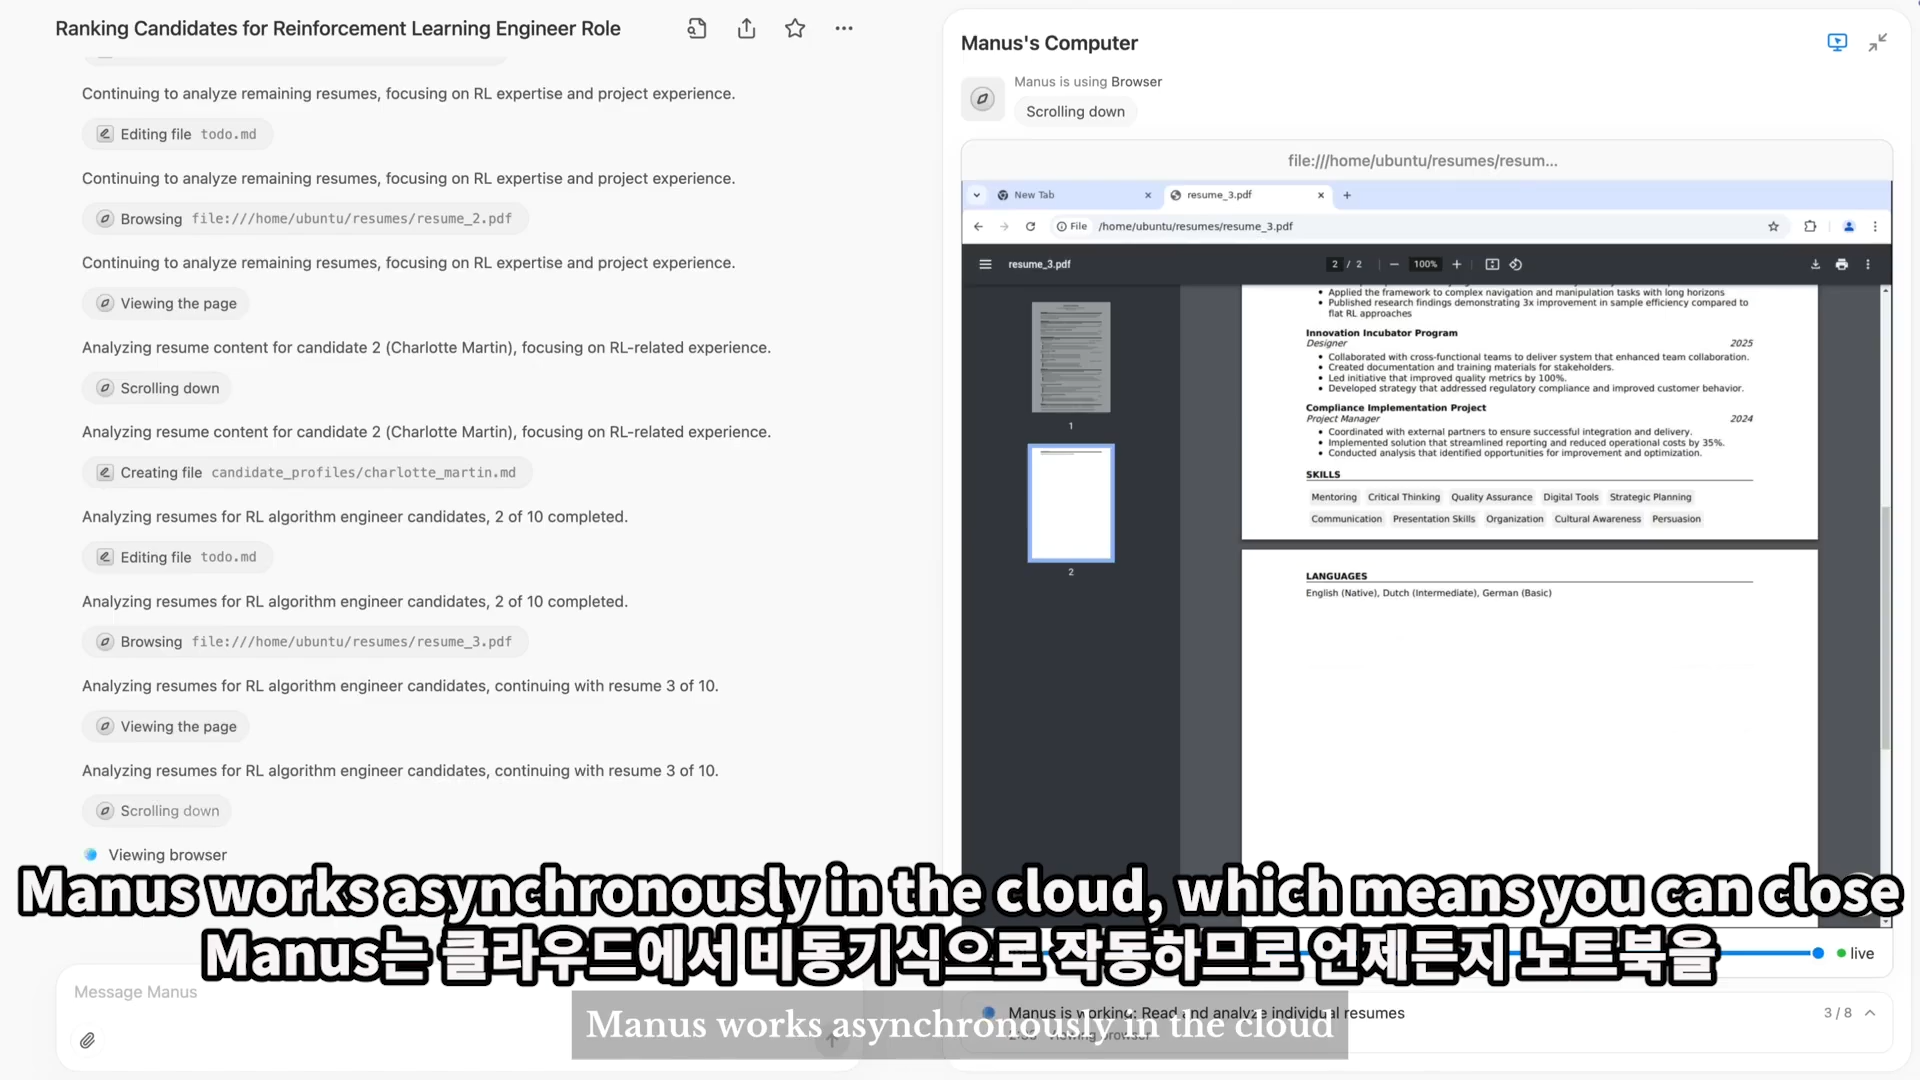 Ranking Candidates for Reinforcement Learning Engineer Role
Continuing to analyze remaining resumes, focusing on RL expertise and project experience.
Editing file todo.md
Continuing to analyze remaining resumes, focusing on RL expertise and project experience.
Browsing file:///home/ubuntu/resumes/resume_2.pdf
Continuing to analyze remaining resumes, focusing on RL expertise and project experience.
Viewing the page
Analyzing resume content for candidate 2 (Charlotte Martin), focusing on RL-related experience.
Scrolling down
Analyzing resume content for candidate 2 (Charlotte Martin), focusing on RL-related experience.
Creating file candidate_profiles/charlotte_martin.md
Analyzing resumes for RL algorithm engineer candidates, 2 of 10 completed.
Editing file todo.md
Analyzing resumes for RL algorithm engineer candidates, 2 of 10 completed.
Browsing file:///home/ubuntu/resumes/resume_3.pdf
Analyzing resumes for RL algorithm engineer candidates, continuing with resume 3 of 10.
Viewing the page
Analyzing resumes for RL algorithm engineer candidates, continuing with resume 3 of 10.
Scrolling down
Viewing browser
Message Manus
Manus's Computer
Manus is using Browser
Scrolling down
file:///home/ubuntu/resumes/resum...
New Tab
resume_3.pdf
File /home/ubuntu/resumes/resume_3.pdf
resume_3.pdf 2 / 2 100%
1
2
Applied the framework to complex navigation and manipulation tasks with long horizons
Published research findings demonstrating 3x improvement in sample efficiency compared to
flat RL approaches
Innovation Incubator Program
Designer 2025
Collaborated with cross-functional teams to deliver system that enhanced team collaboration.
Created documentation and training materials for stakeholders.
Led initiative that improved quality metrics by 100%.
Developed strategy that addressed regulatory compliance and improved customer behavior.
Compliance Implementation Project
Project Manager 2024
Coordinated with external partners to ensure successful integration and delivery.
Implemented solution that streamlined reporting and reduced operational costs by 35%.
Conducted analysis that identified opportunities for improvement and optimization.
SKILLS
Mentoring Critical Thinking Quality Assurance Digital Tools Strategic Planning
Communication Presentation Skills Organization Cultural Awareness Persuasion
LANGUAGES
English (Native), Dutch (Intermediate), German (Basic)
live
Manus is working: Read and analyze individual resumes 3 / 8
Viewing browser
Manus works asynchronously in the cloud, which means you can close
Manus는 클라우드에서 비동기식으로 작동하므로 언제든지 노트북을
Manus works asynchronously in the cloud